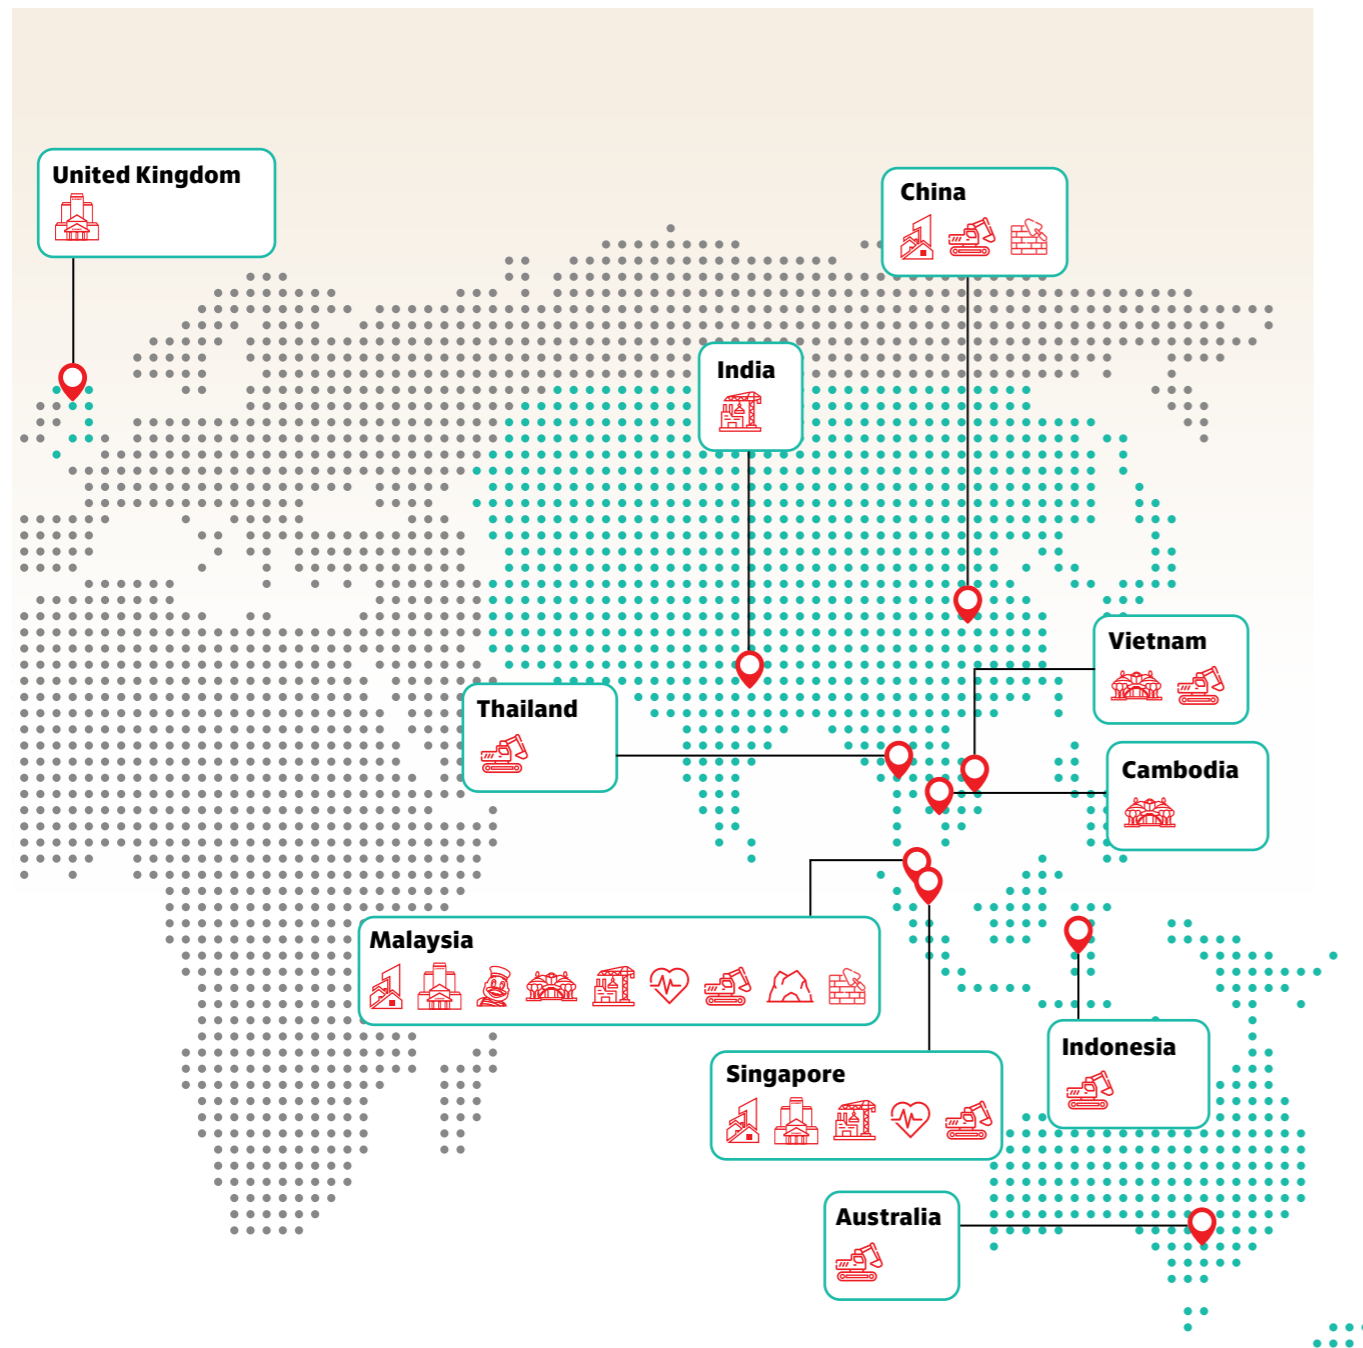 United Kingdom
China
India
Vietnam
Thailand
Cambodia
Malaysia
Indonesia
Singapore
Australia